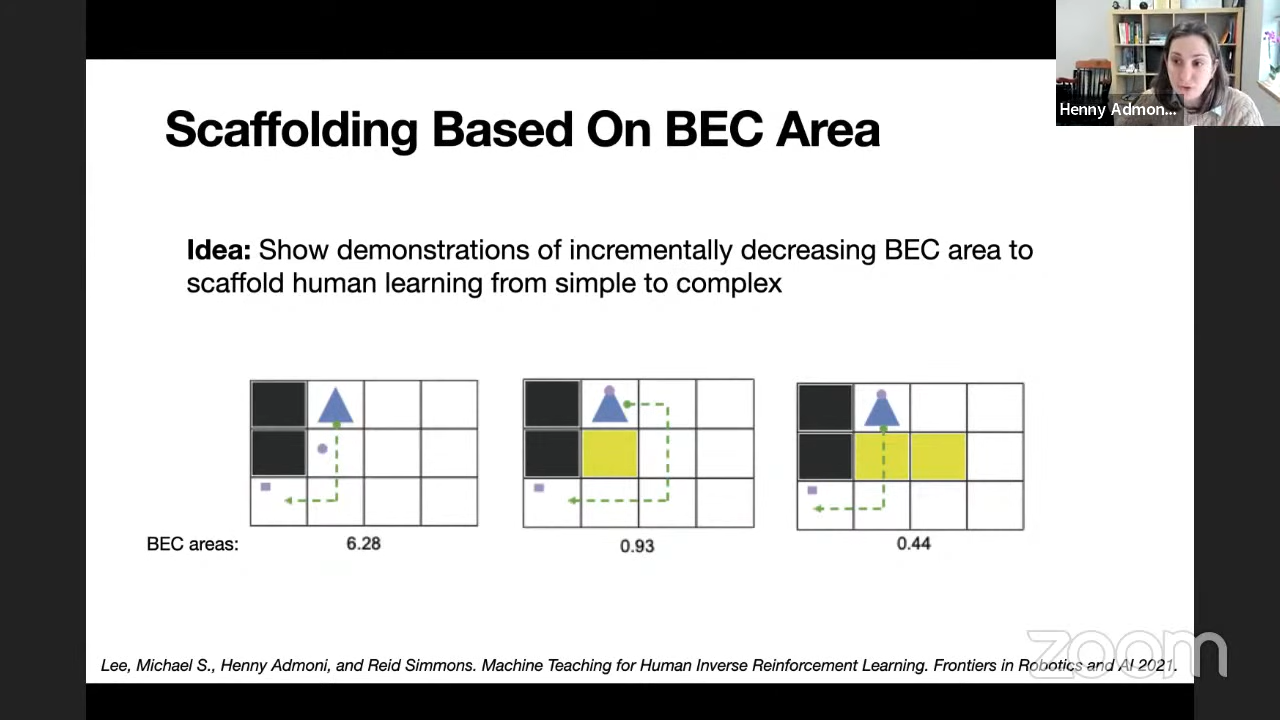 Henny Admon...
Scaffolding Based On BEC Area
Idea: Show demonstrations of incrementally decreasing BEC area to
scaffold human learning from simple to complex
BEC areas:
6.28
0.93
0.44
Lee, Michael S., Henny Admoni, and Reid Simmons. Machine Teaching for Human Inverse Reinforcement Learning. Frontiers in Robotics and AI 2021.
zoom